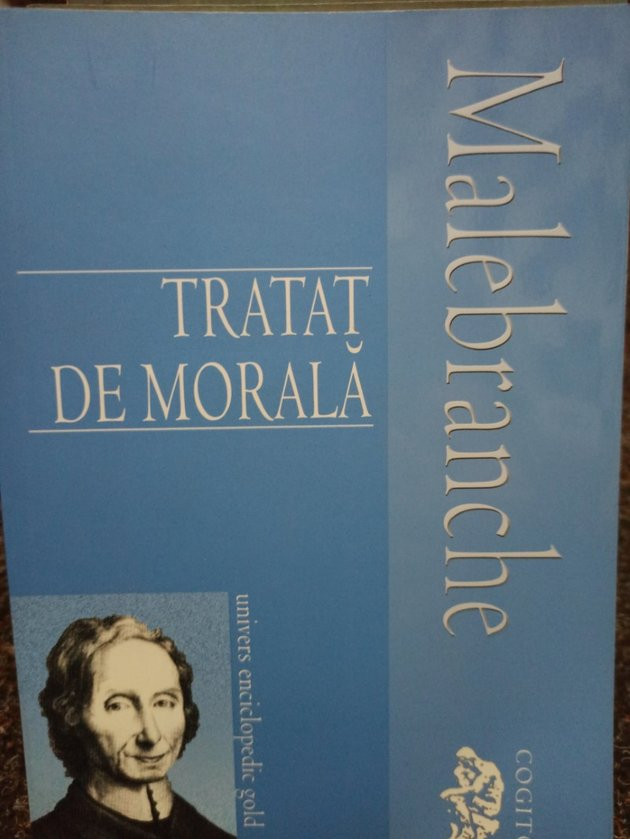 Malebranche
TRATAT
DE MORALĂ
univers enciclopedic gold
COGITO